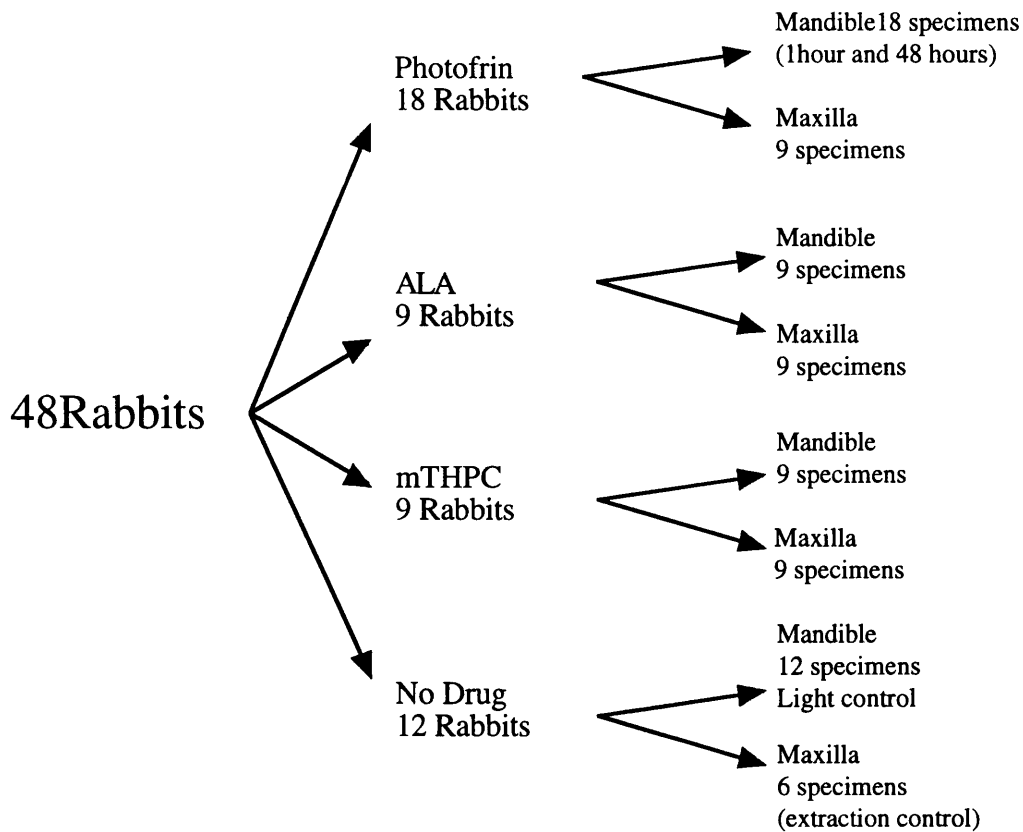 48Rabbits
Photofrin
18 Rabbits
Mandible18 specimens
(1hour and 48 hours)
Maxilla
9 specimens
ALA
9 Rabbits
Mandible
9 specimens
Maxilla
9 specimens
mTHPC
9 Rabbits
Mandible
9 specimens
Maxilla
9 specimens
No Drug
12 Rabbits
Mandible
12 specimens
Light control
Maxilla
6 specimens
(extraction control)